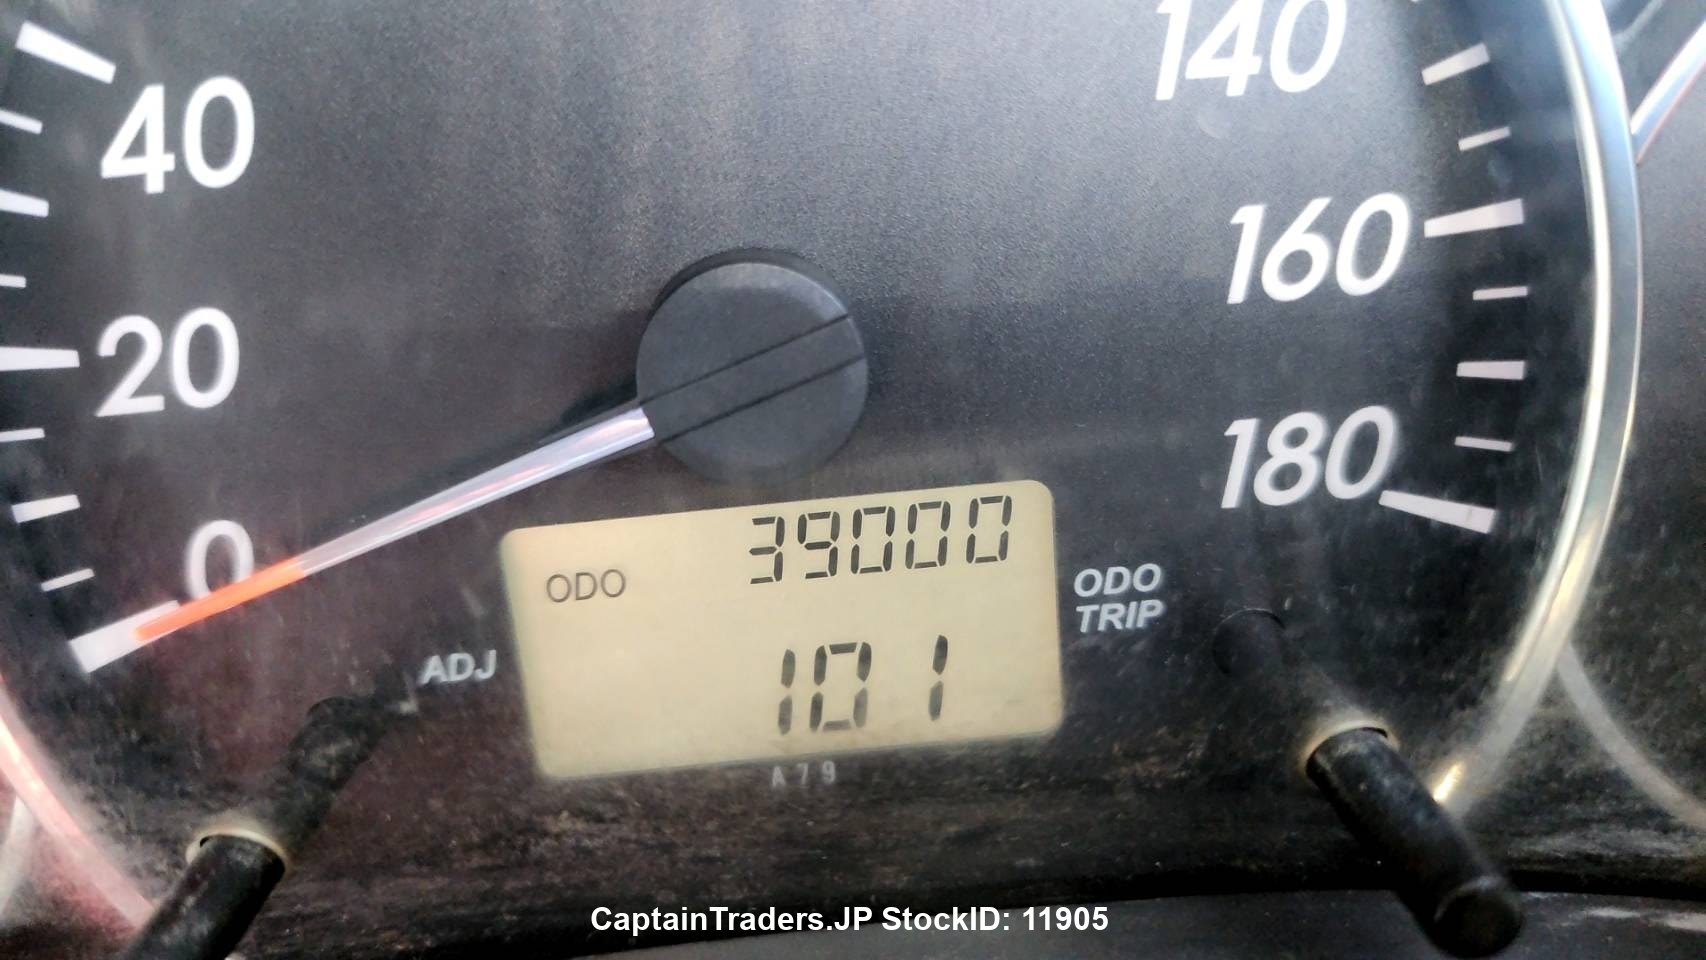 140
40
160
20
180
0
39000
ODO
ODO
TRIP
ADJ
101
A79
CaptainTraders.JP StockID: 11905